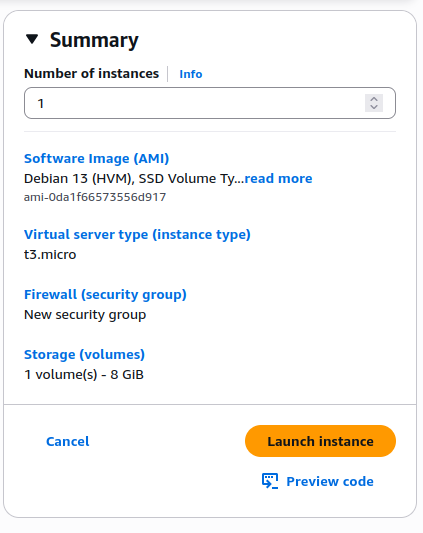 Summary
Number of instances Info
1
Software Image (AMI)
Debian 13 (HVM), SSD Volume Ty...read more
ami-0da1f66573556d917
Virtual server type (instance type)
t3.micro
Firewall (security group)
New security group
Storage (volumes)
1 volume(s) - 8 GiB
Cancel
Launch instance
Preview code